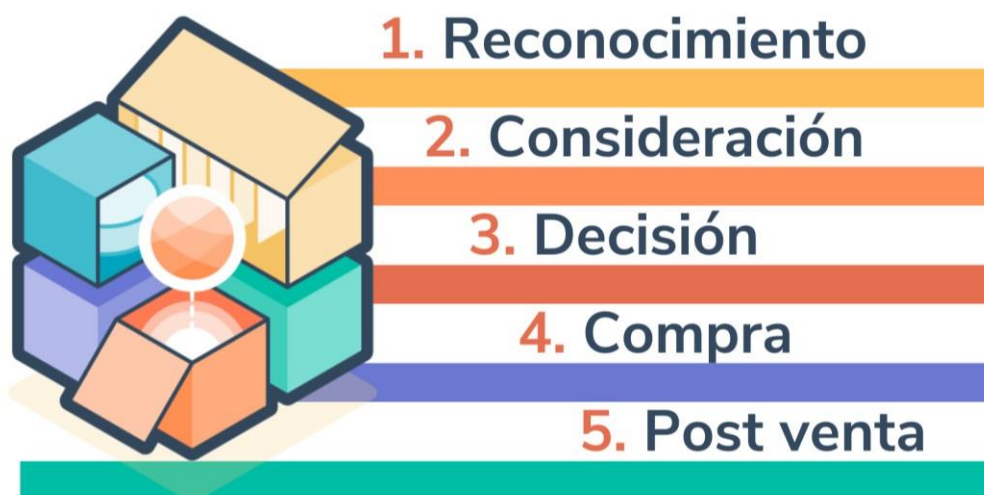 1. Reconocimiento
2. Consideración
3. Decisión
4. Compra
5. Post venta